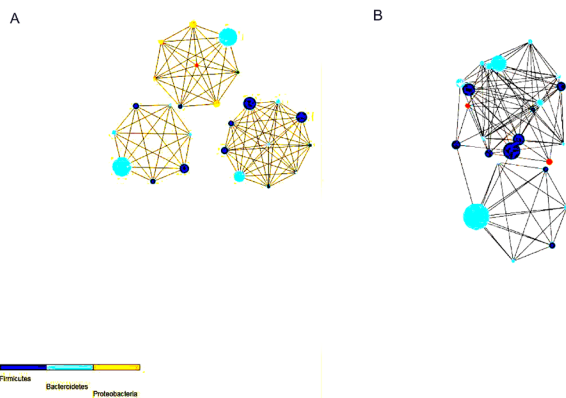 A
B
Firmicutes
Bacteroidetes
Proteobacteria